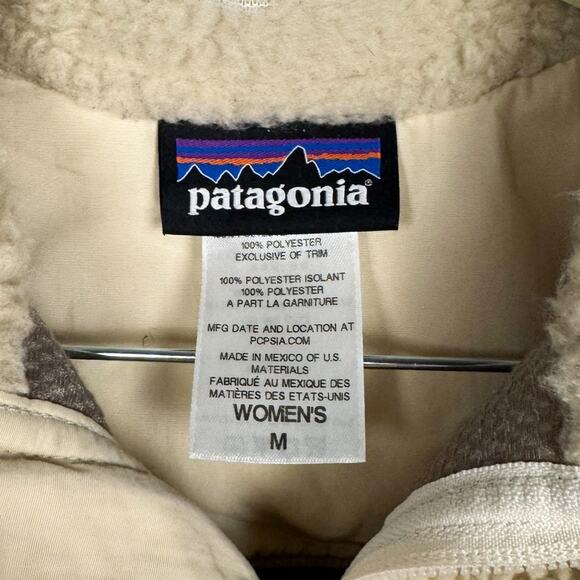 patagonia®
100% POLYESTER
EXCLUSIVE OF TRIM
100% POLYESTER ISOLANT
100% POLYESTER
A PART LA GARNITURE
MFG DATE AND LOCATION AT
PCPSIA.COM
MADE IN MEXICO OF U.S.
MATERIALS
FABRIQUÉ AU MEXIQUE DES
MATIÈRES DES ETATS-UNIS
WOMEN'S
M